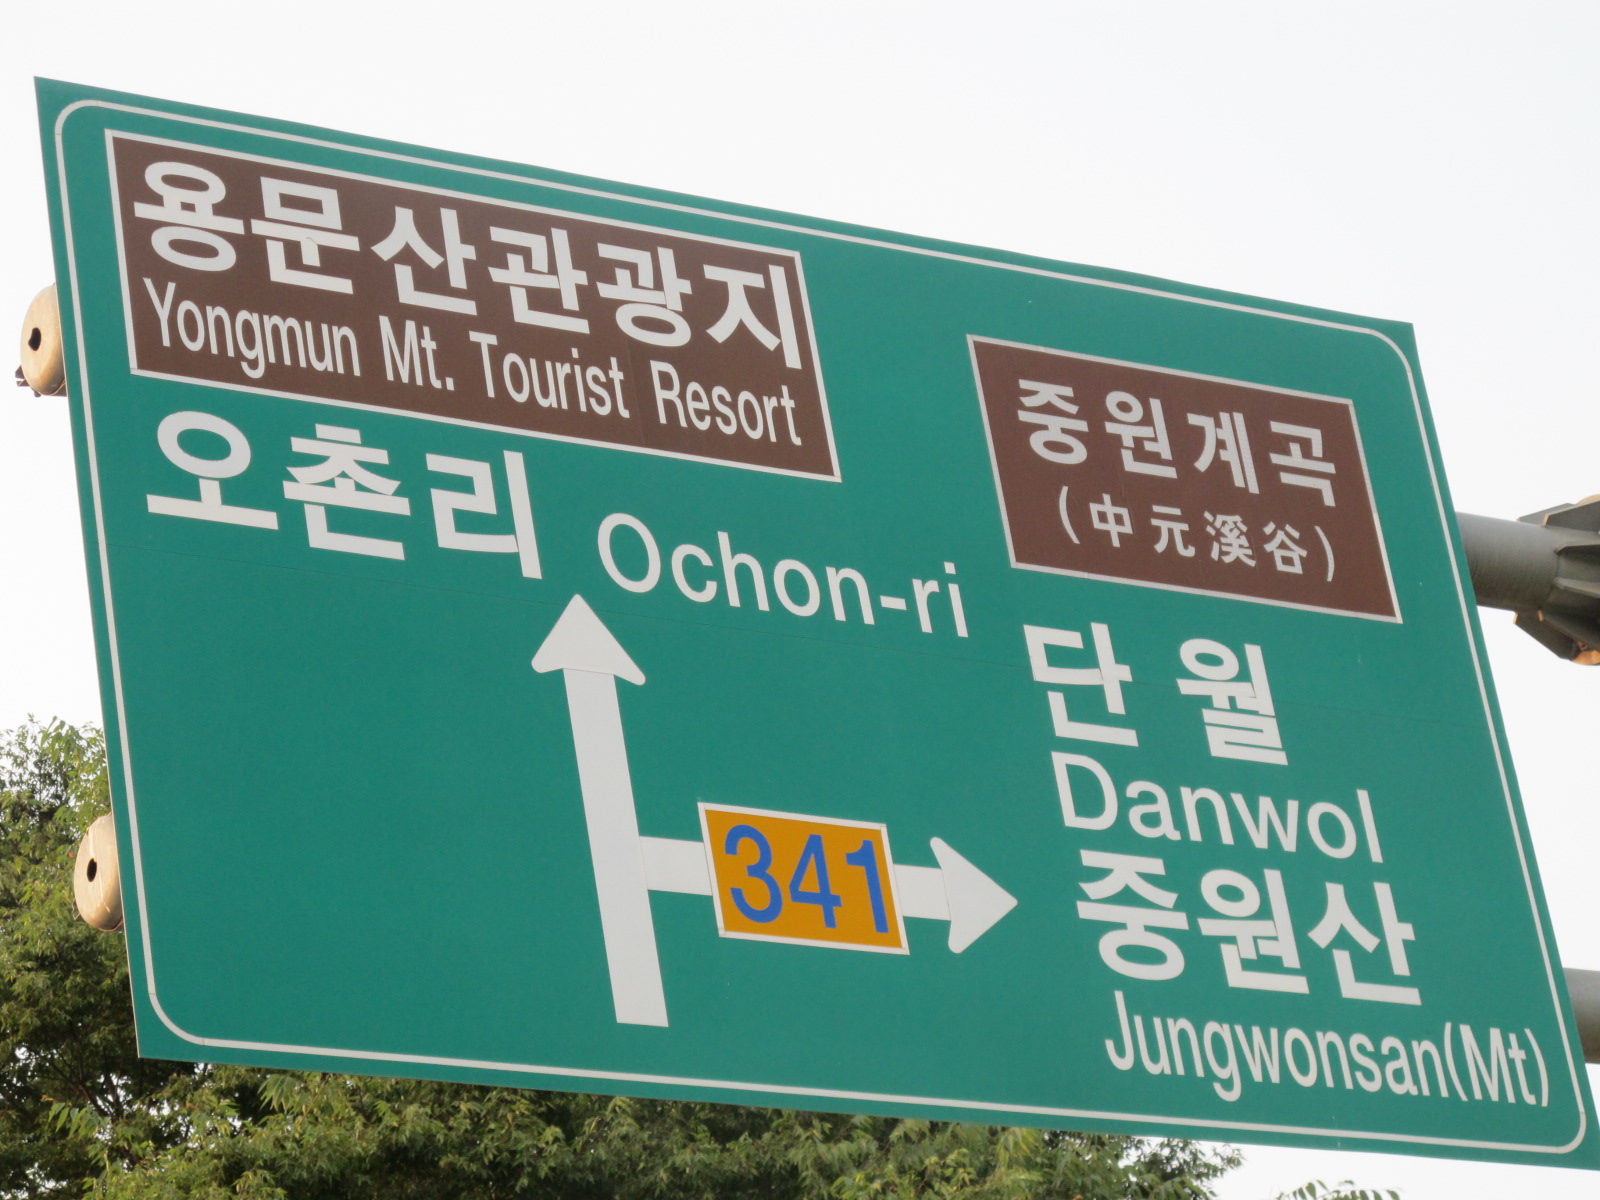 용문산관광지
Yongmun Mt. Tourist Resort
오촌리 Ochon-ri
중원계곡
(中元溪谷)
단 월
Danwol
341
중원산
Jungwonsan(Mt)